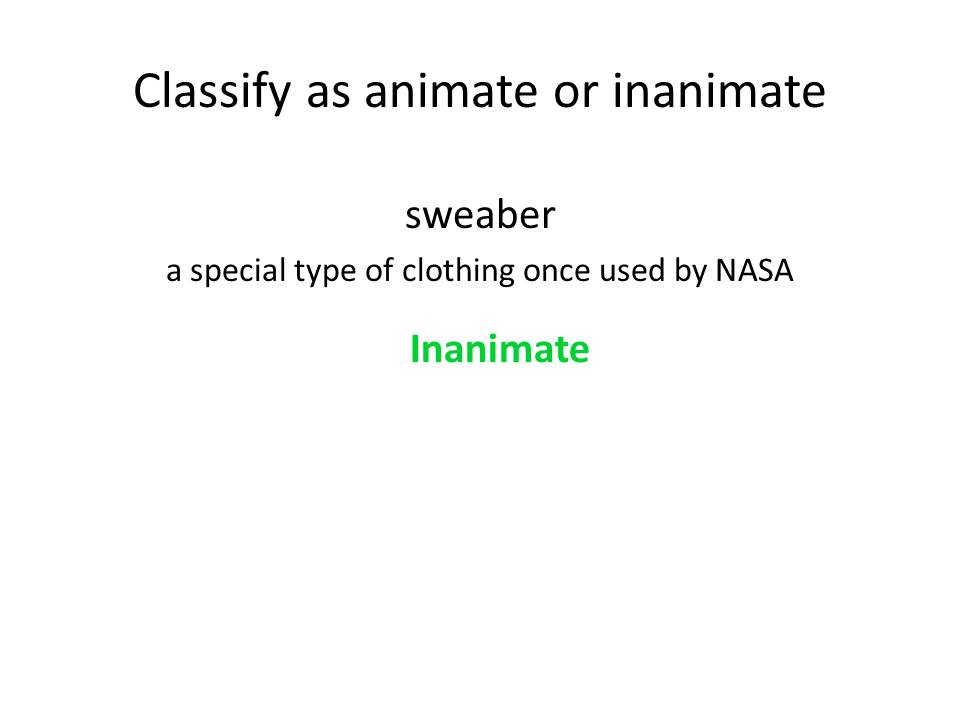 Classify as animate or inanimate
sweaber
a special type of clothing once used by NASA
Inanimate